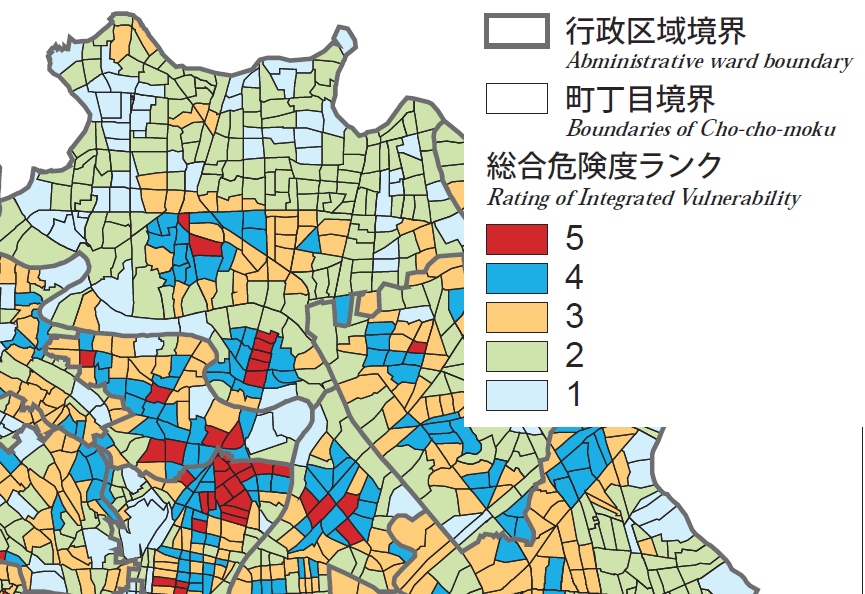 行政区域境界
Abministrative ward boundary
町丁目境界
Boundaries of Cho-cho-moku
総合危険度ランク
Rating of Integrated Vulnerability
5
4
3
2
1